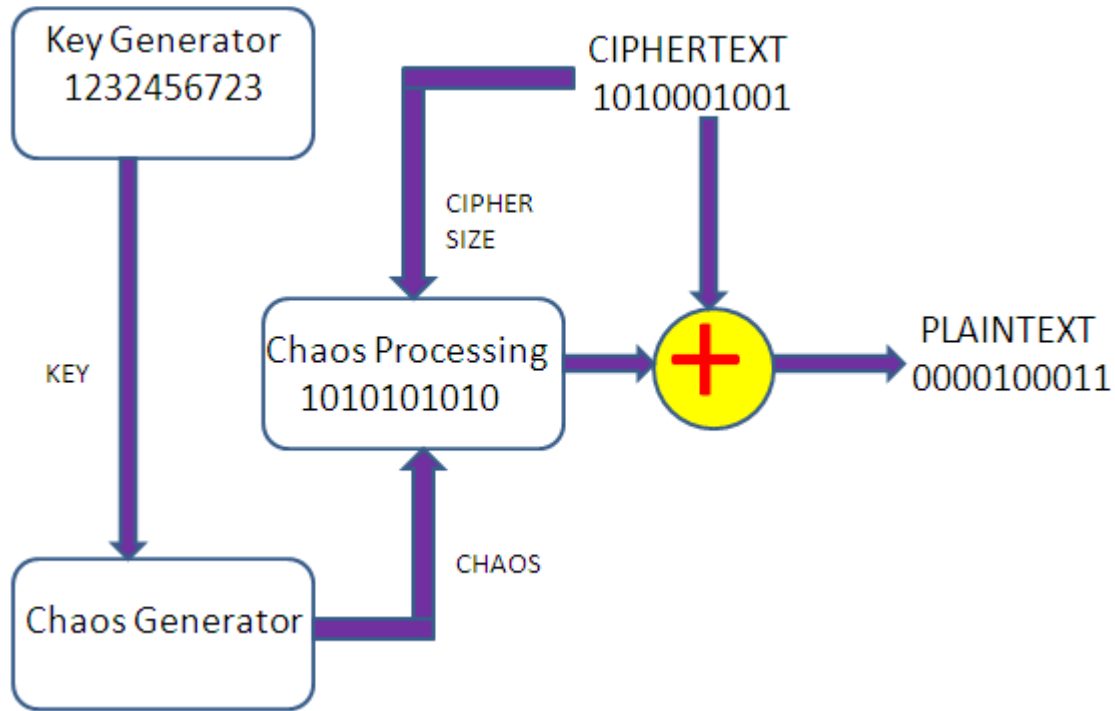 Key Generator
1232456723
CIPHERTEXT
1010001001
CIPHER
SIZE
Chaos Processing
1010101010
PLAINTEXT
0000100011
KEY
CHAOS
Chaos Generator